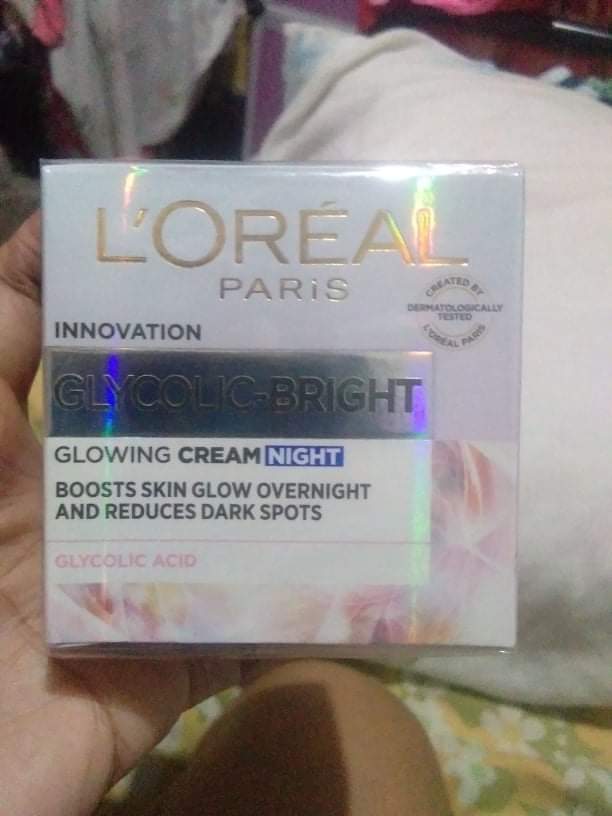 L'ORÉAL
PARiS
CREATED BY
DERMATOLOGICALLY
TESTED
L'ORÉAL PARIS
INNOVATION
GLYCOLIC-BRIGHT
GLOWING CREAM NIGHT
BOOSTS SKIN GLOW OVERNIGHT
AND REDUCES DARK SPOTS
GLYCOLIC ACID